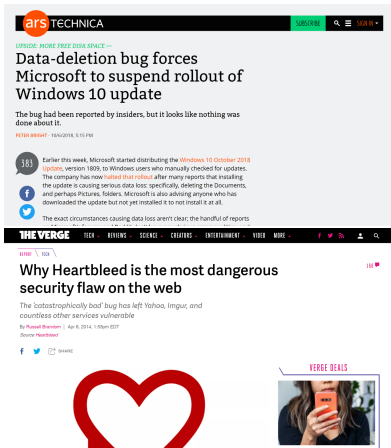 ars TECHNICA
SUBSCRIBE
SIGN IN
UPSIDE: MORE FREE DISK SPACE —
Data-deletion bug forces
Microsoft to suspend rollout of
Windows 10 update
The bug had been reported by insiders, but it looks like nothing was
done about it.
PETER BRIGHT - 10/6/2018, 5:15 PM
383
Earlier this week, Microsoft started distributing the Windows 10 October 2018
Update, version 1809, to Windows users who manually checked for updates.
The company has now halted that rollout after many reports that installing
the update is causing serious data loss: specifically, deleting the Documents,
and perhaps Pictures, folders. Microsoft is also advising anyone who has
downloaded the update but not yet installed it to not install it at all.
The exact circumstances causing data loss aren't clear; the handful of reports
THE VERGE
TECH
REVIEWS
SCIENCE
CREATORS
ENTERTAINMENT
VIDEO
MORE
REPORT
TECH
Why Heartbleed is the most dangerous
security flaw on the web
The 'catastrophically bad' bug has left Yahoo, Imgur, and
countless other services vulnerable
By Russell Brandom | Apr 8, 2014, 1:58pm EDT
Source Heartbleed
SHARE
VERGE DEALS